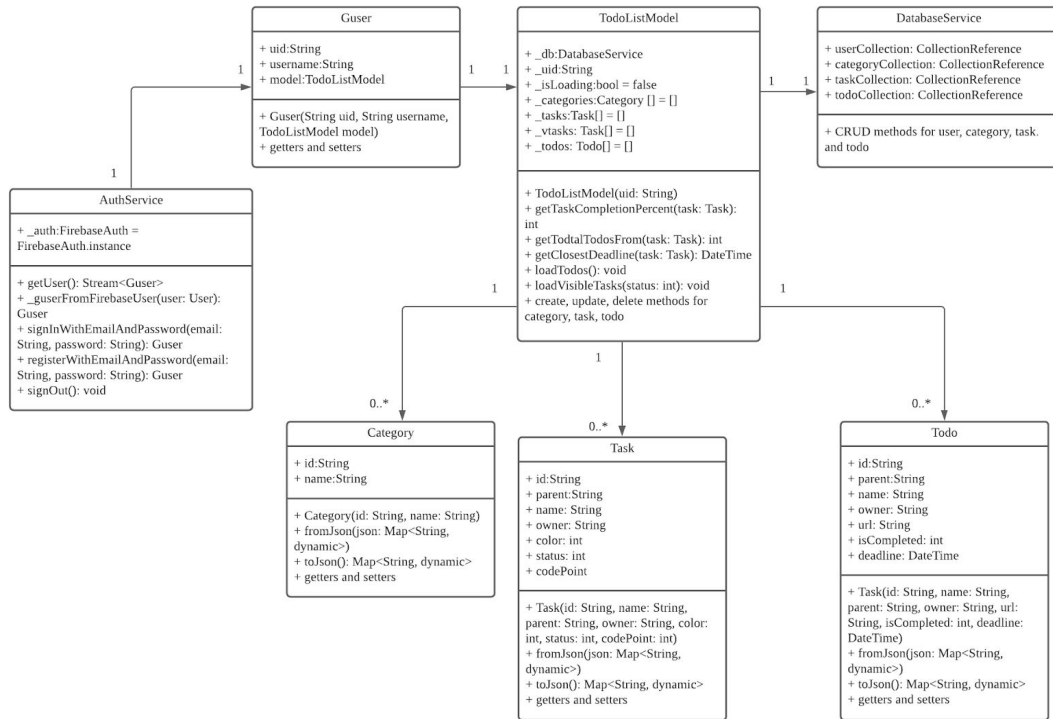 Guser
+ uid:String
+ username:String
+ model:TodoListModel
+ Guser(String uid, String username,
TodoListModel model)
+ getters and setters
TodoListModel
+ _db:DatabaseService
+ _uid:String
+ _isLoading:bool = false
+ _categories:Category [] = []
+ _tasks:Task[] = []
+ _vtasks: Task[] = []
+ _todos: Todo[] = []
+ TodoListModel(uid: String)
+ getTaskCompletionPercent(task: Task):
int
+ getTodtalTodosFrom(task: Task): int
+ getClosestDeadline(task: Task): DateTime
+ loadTodos(): void
+ loadVisibleTasks(status: int): void
+ create, update, delete methods for
category, task, todo
DatabaseService
+ userCollection: CollectionReference
+ categoryCollection: CollectionReference
+ taskCollection: CollectionReference
+ todoCollection: CollectionReference
+ CRUD methods for user, category, task.
and todo
1
1
1
1
1
1
AuthService
+ _auth:FirebaseAuth =
FirebaseAuth.instance
+ getUser(): Stream<Guser>
+ _guserFromFirebaseUser(user: User):
Guser
+ signInWithEmailAndPassword(email:
String, password: String): Guser
+ registerWithEmailAndPassword(email:
String, password: String): Guser
+ signOut(): void
1
1
1
0..*
0..*
0..*
Category
+ id:String
+ name:String
+ Category(id: String, name: String)
+ fromJson(json: Map<String,
dynamic>)
+ toJson(): Map<String, dynamic>
+ getters and setters
Task
+ id:String
+ parent:String
+ name: String
+ owner: String
+ color: int
+ status: int
+ codePoint
+ Task(id: String, name: String,
parent: String, owner: String, color:
int, status: int, codePoint: int)
+ fromJson(json: Map<String,
dynamic>)
+ toJson(): Map<String, dynamic>
+ getters and setters
Todo
+ id:String
+ parent:String
+ name: String
+ owner: String
+ url: String
+ isCompleted: int
+ deadline: DateTime
+ Task(id: String, name: String,
parent: String, owner: String, url:
String, isCompleted: int, deadline:
DateTime)
+ fromJson(json: Map<String,
dynamic>)
+ toJson(): Map<String, dynamic>
+ getters and setters